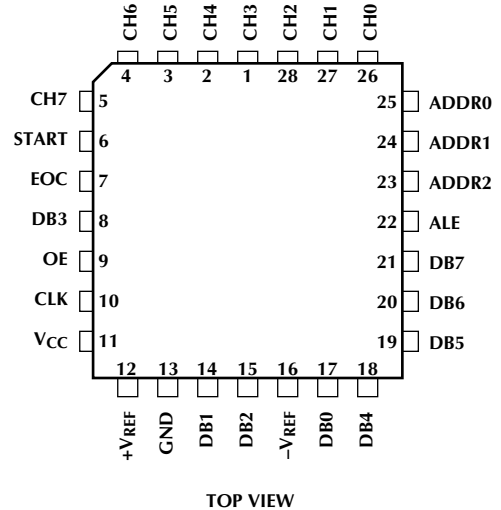 CH6 CH5 CH4 CH3 CH2 CH1 CH0
4 3 2 1 28 27 26
CH7 5 25 ADDR0
START 6 24 ADDR1
EOC 7 23 ADDR2
DB3 8 22 ALE
OE 9 21 DB7
CLK 10 20 DB6
VCC 11 19 DB5
12 13 14 15 16 17 18
+VREF GND DB1 DB2 –VREF DB0 DB4
TOP VIEW